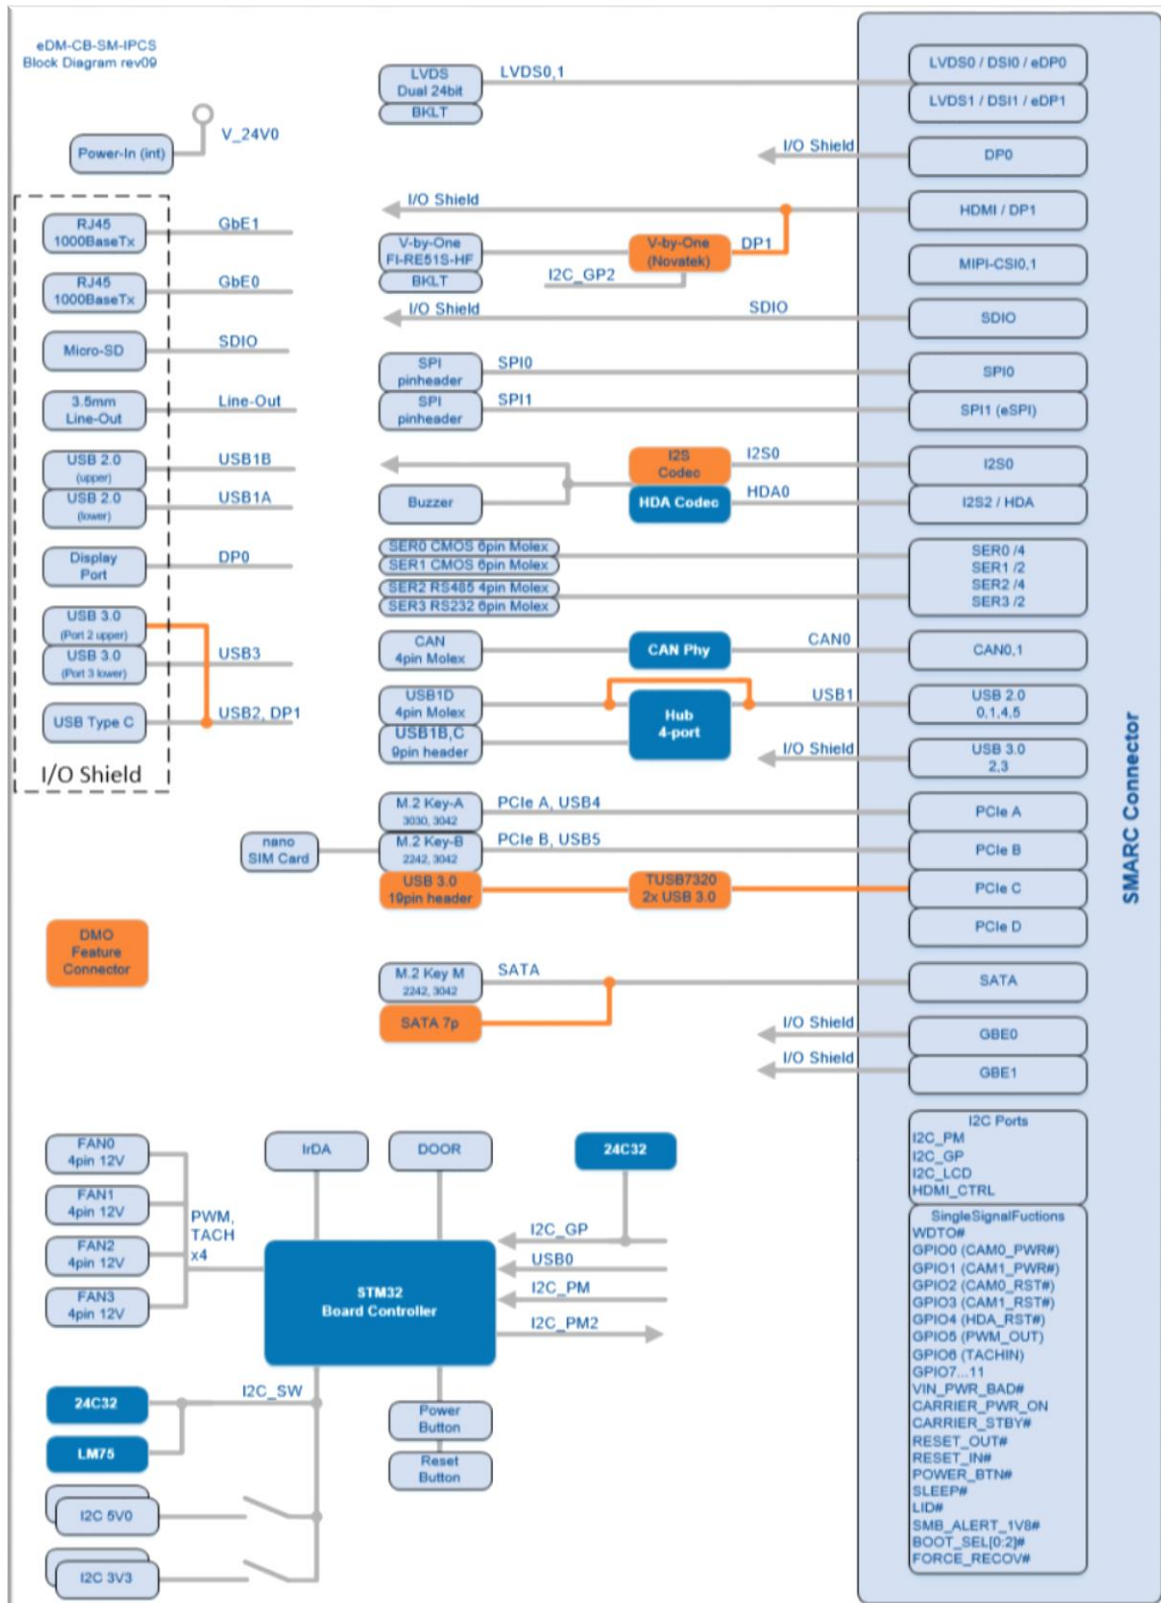 eDM-CB-SM-IPCS
Block Diagram rev09
Power-In (int)
V_24V0
RJ45
1000BaseTx
GbE1
RJ45
1000BaseTx
GbE0
Micro-SD
SDIO
3.5mm
Line-Out
Line-Out
USB 2.0
(upper)
USB1B
USB 2.0
(lower)
USB1A
Display
Port
DP0
USB 3.0
(Port 2 upper)
USB 3.0
(Port 3 lower)
USB3
USB Type C
USB2, DP1
I/O Shield
LVDS
Dual 24bit
BKLT
LVDS0,1
I/O Shield
I/O Shield
V-by-One
FI-RE51S-HF
BKLT
V-by-One
(Novatek)
DP1
I2C_GP2
I/O Shield
SDIO
SPI
pinheader
SPI0
SPI
pinheader
SPI1
I2S
Codec
I2S0
Buzzer
HDA Codec
HDA0
SER0 CMOS 6pin Molex
SER1 CMOS 6pin Molex
SER2 RS485 4pin Molex
SER3 RS232 6pin Molex
CAN
4pin Molex
CAN Phy
CAN0
USB1D
4pin Molex
USB1B,C
9pin header
Hub
4-port
USB1
I/O Shield
M.2 Key-A
3030, 3042
PCIe A, USB4
nano
SIM Card
M.2 Key-B
2242, 3042
PCIe B, USB5
USB 3.0
19pin header
TUSB7320
2x USB 3.0
DMO
Feature
Connector
M.2 Key M
2242, 3042
SATA
SATA 7p
I/O Shield
I/O Shield
LVDS0 / DSI0 / eDP0
LVDS1 / DSI1 / eDP1
DP0
HDMI / DP1
MIPI-CSI0,1
SDIO
SPI0
SPI1 (eSPI)
I2S0
I2S2 / HDA
SER0 /4
SER1 /2
SER2 /4
SER3 /2
CAN0,1
USB 2.0
0,1,4,5
USB 3.0
2,3
PCIe A
PCIe B
PCIe C
PCIe D
SATA
GBE0
GBE1
SMARC Connector
I2C Ports
I2C_PM
I2C_GP
I2C_LCD
HDMI_CTRL
SingleSignalFuctions
WDTO#
GPIO0 (CAM0_PWR#)
GPIO1 (CAM1_PWR#)
GPIO2 (CAM0_RST#)
GPIO3 (CAM1_RST#)
GPIO4 (HDA_RST#)
GPIO5 (PWM_OUT)
GPIO6 (TACHIN)
GPIO7...11
VIN_PWR_BAD#
CARRIER_PWR_ON
CARRIER_STBY#
RESET_OUT#
RESET_IN#
POWER_BTN#
SLEEP#
LID#
SMB_ALERT_1V8#
BOOT_SEL[0:2]#
FORCE_RECOV#
FAN0
4pin 12V
FAN1
4pin 12V
FAN2
4pin 12V
FAN3
4pin 12V
PWM,
TACH
x4
IrDA
DOOR
24C32
I2C_GP
USB0
I2C_PM
I2C_PM2
STM32
Board Controller
I2C_SW
24C32
LM75
Power
Button
Reset
Button
I2C 5V0
I2C 3V3